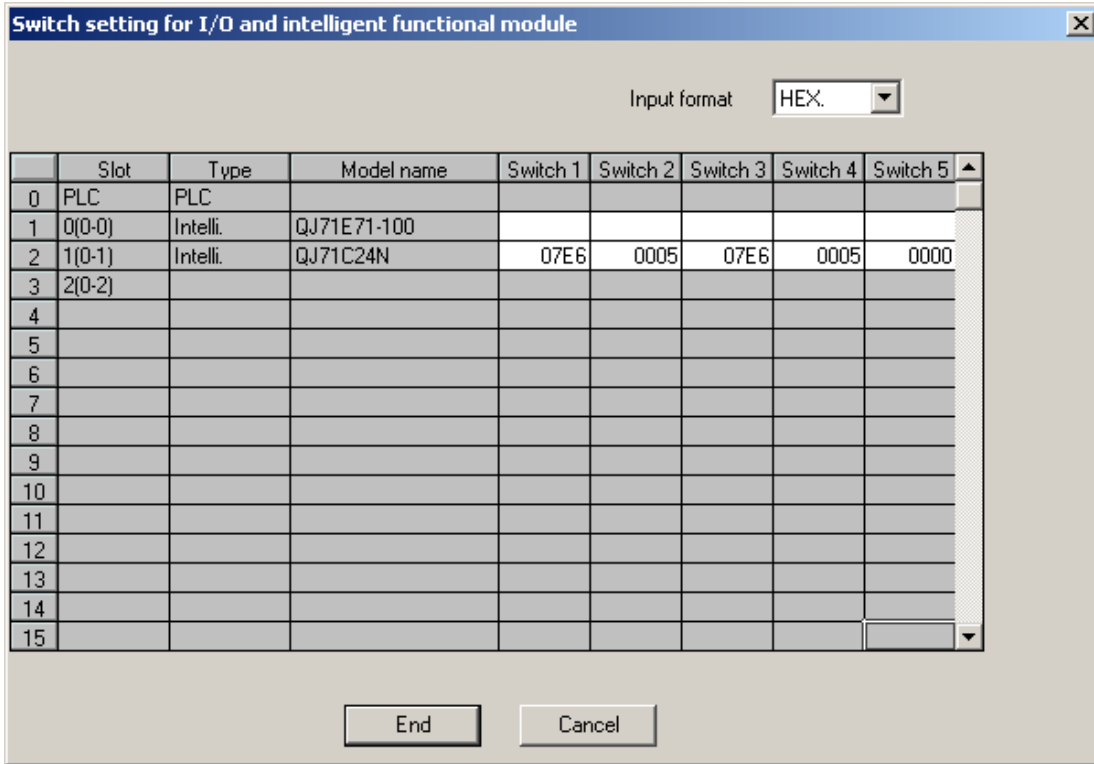 Switch setting for I/O and intelligent functional module
Input format HEX.
Slot Type Model name Switch 1 Switch 2 Switch 3 Switch 4 Switch 5
0 PLC PLC
1 0(0-0) Intelli. QJ71E71-100
2 1(0-1) Intelli. QJ71C24N 07E6 0005 07E6 0005 0000
3 2(0-2)
4
5
6
7
8
9
10
11
12
13
14
15
End Cancel